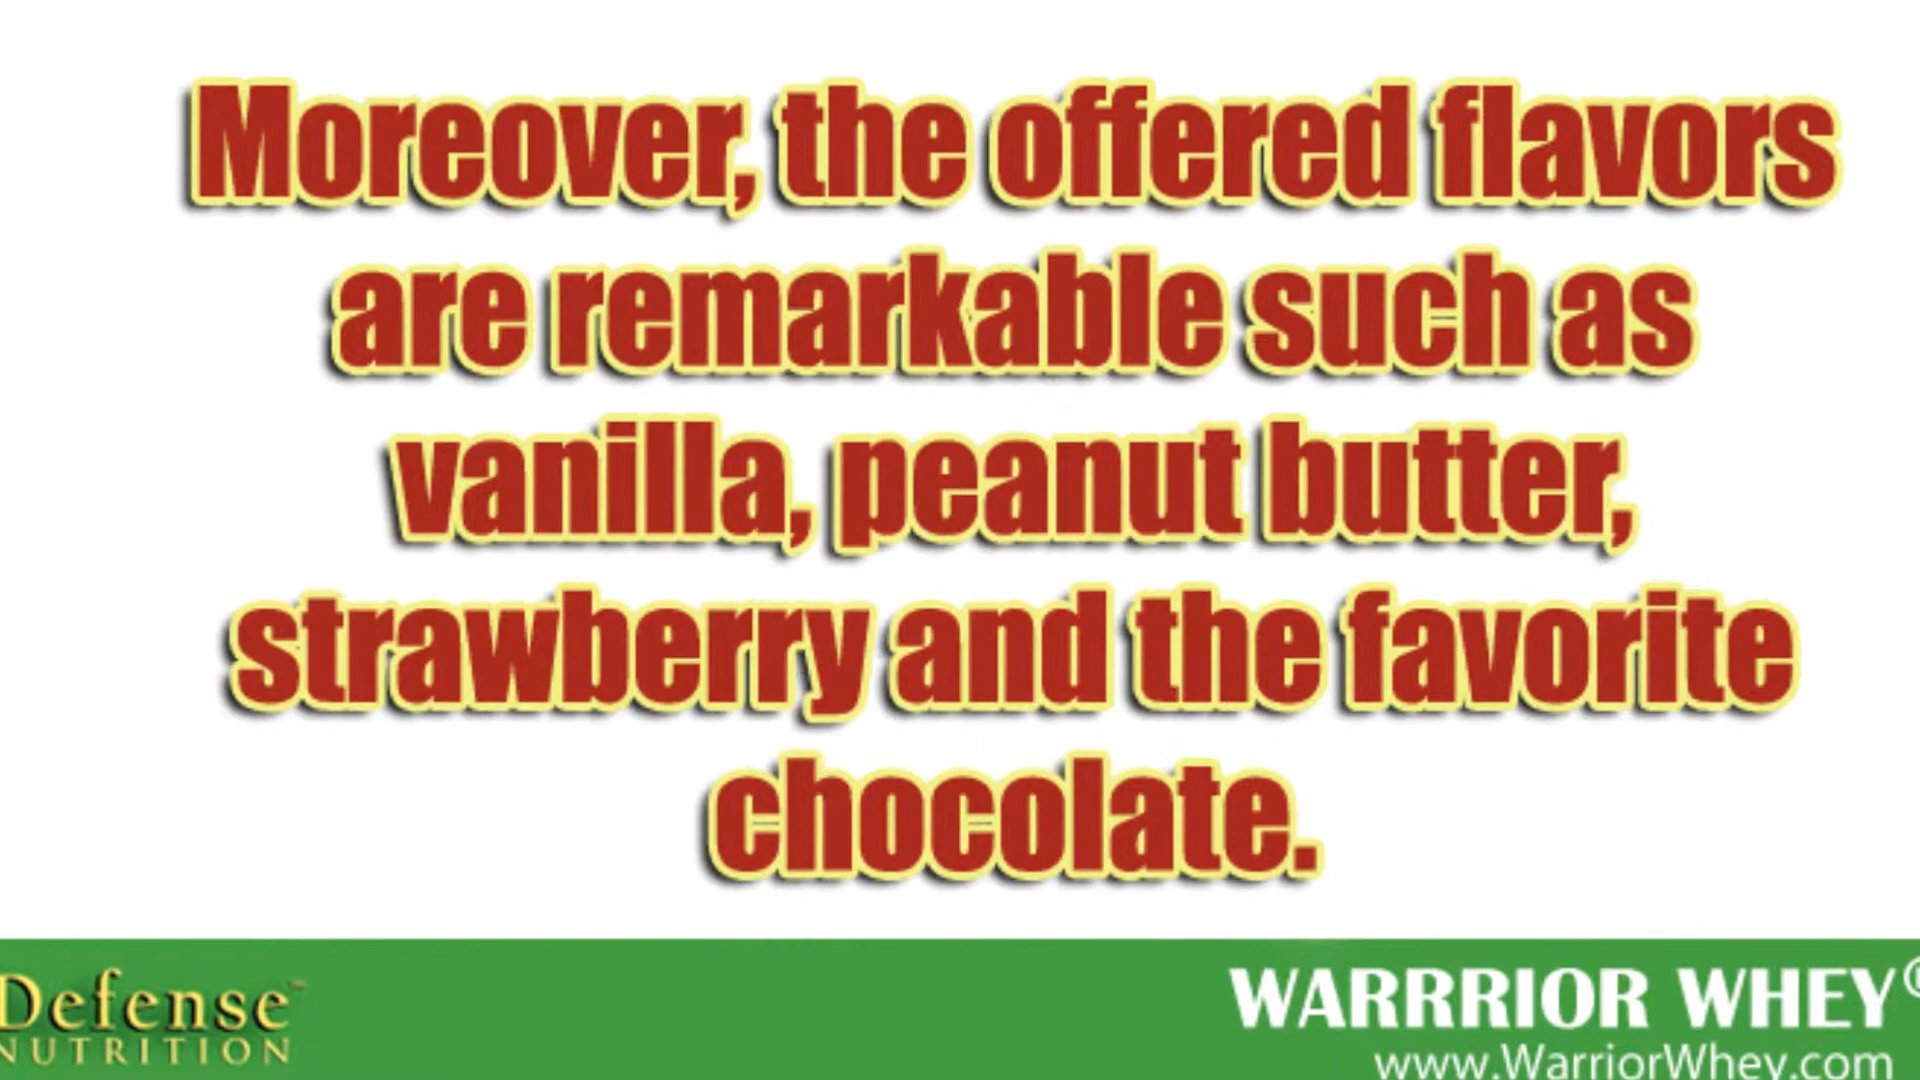 Moreover, the offered flavors
are remarkable such as
vanilla, peanut butter,
strawberry and the favorite
chocolate.
Defense™
NUTRITION
WARRRIOR WHEY®
www.WarriorWhey.com